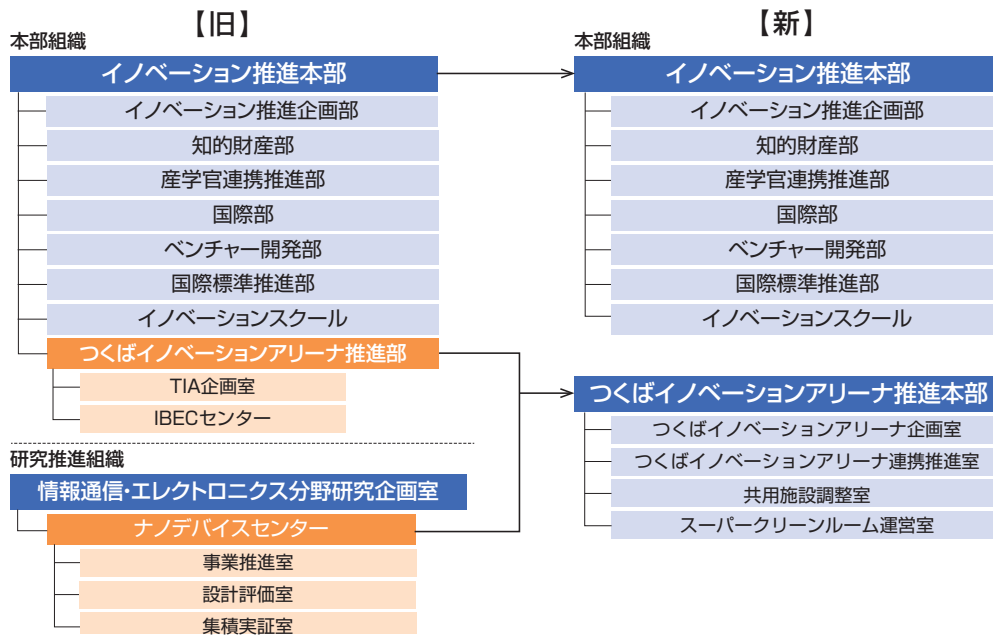 【旧】
本部組織
イノベーション推進本部
イノベーション推進企画部
知的財産部
産学官連携推進部
国際部
ベンチャー開発部
国際標準推進部
イノベーションスクール
つくばイノベーションアリーナ推進部
TIA企画室
IBECセンター
研究推進組織
情報通信・エレクトロニクス分野研究企画室
ナノデバイスセンター
事業推進室
設計評価室
集積実証室
【新】
本部組織
イノベーション推進本部
イノベーション推進企画部
知的財産部
産学官連携推進部
国際部
ベンチャー開発部
国際標準推進部
イノベーションスクール
つくばイノベーションアリーナ推進本部
つくばイノベーションアリーナ企画室
つくばイノベーションアリーナ連携推進室
共用施設調整室
スーパークリーンルーム運営室